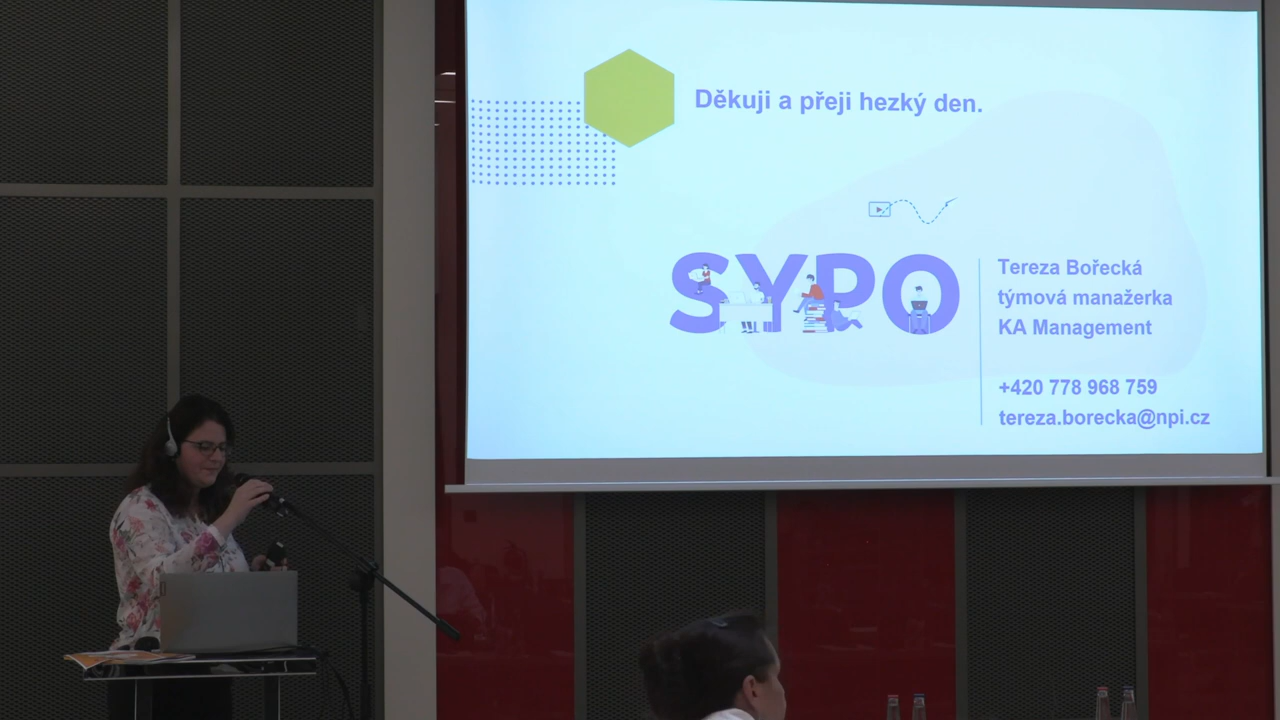 Děkuji a přeji hezký den.
SYPO
Tereza Bořecká
týmová manažerka
KA Management
+420 778 968 759
tereza.borecka@npi.cz